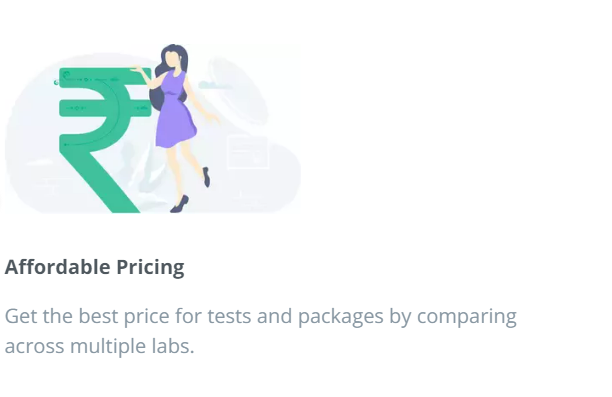 Affordable Pricing
Get the best price for tests and packages by comparing
across multiple labs.